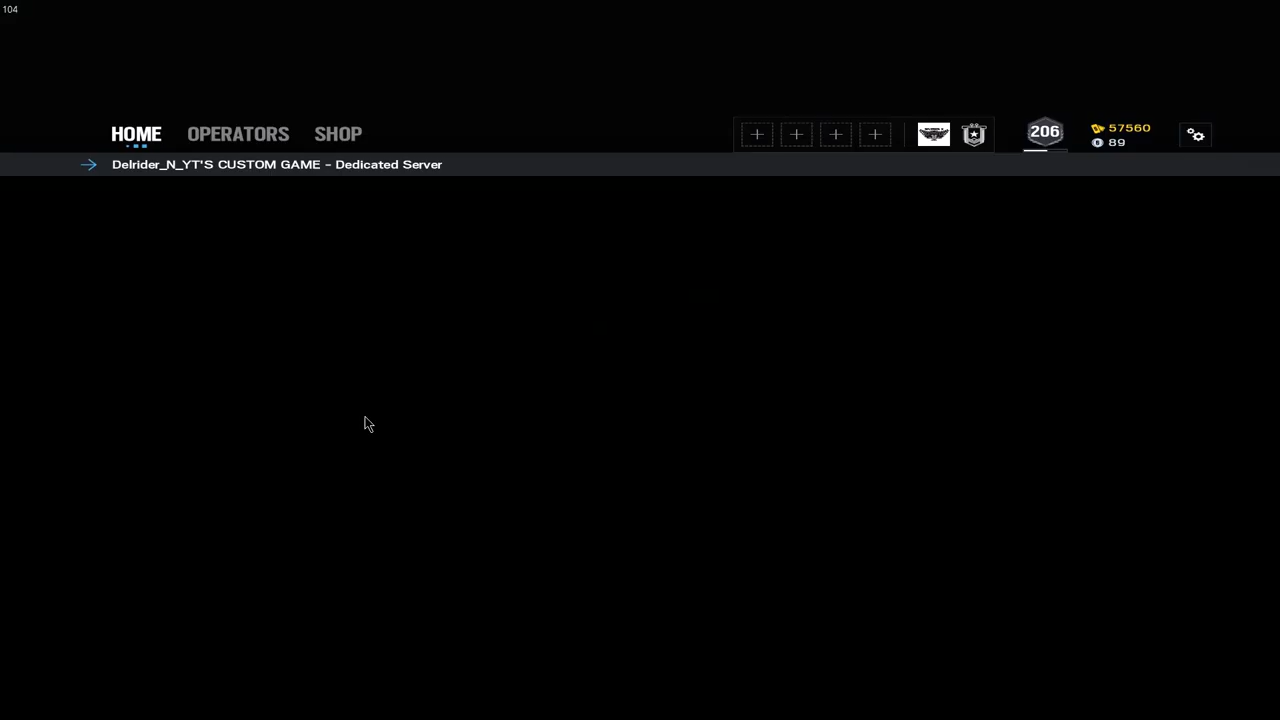 104
HOME OPERATORS SHOP
206
57560
89
Delrider_N_YT'S CUSTOM GAME - Dedicated Server